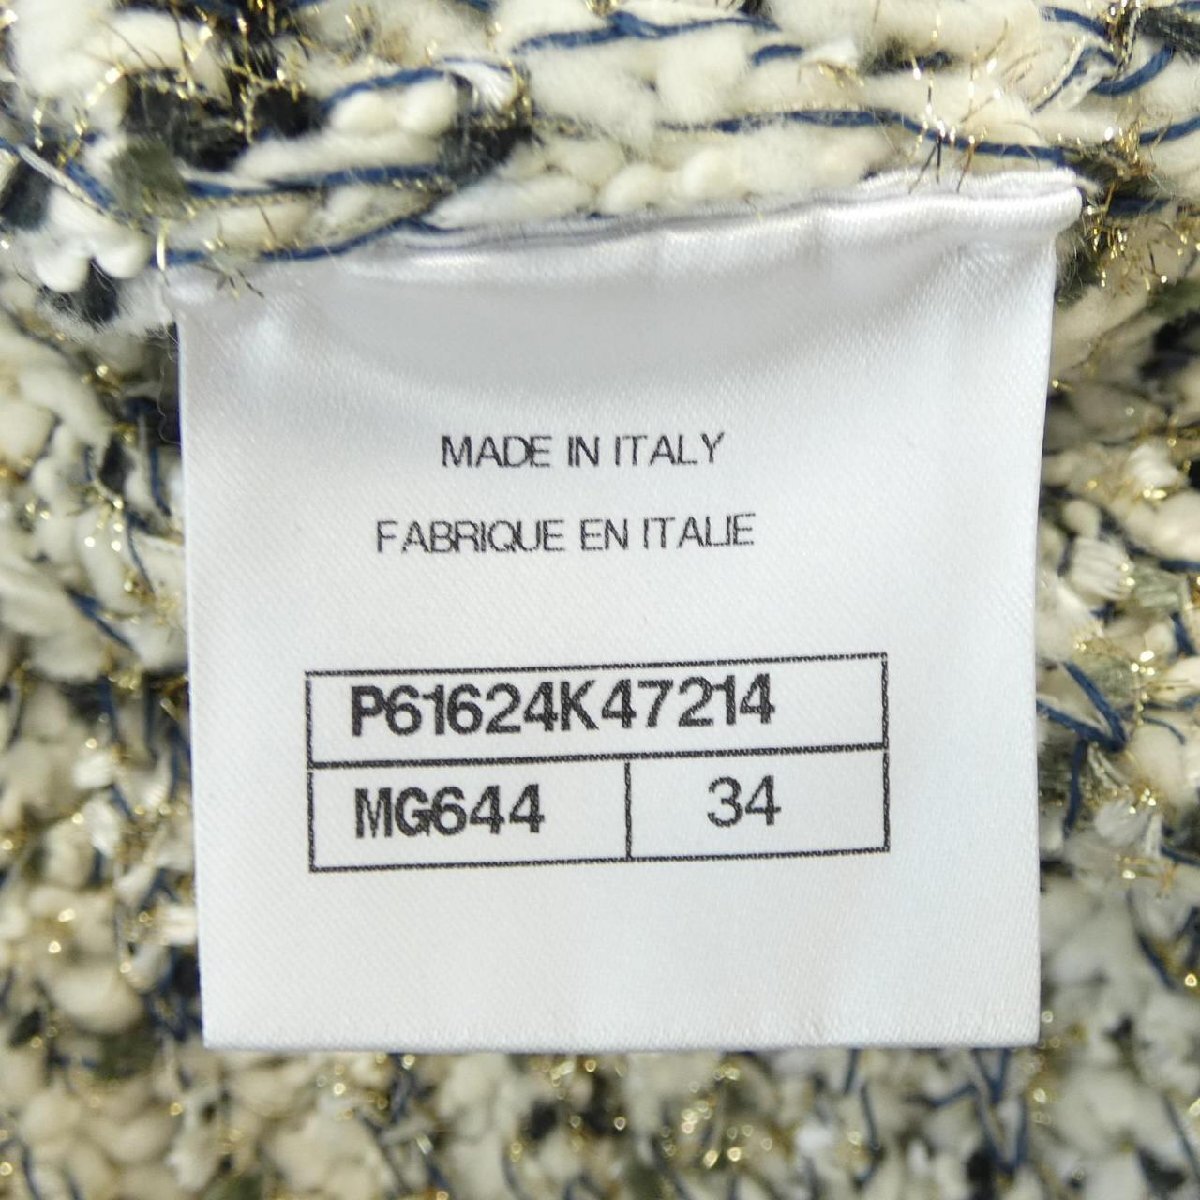 MADE IN ITALY
FABRIQUE EN ITALIE
P61624K47214
MG644 34